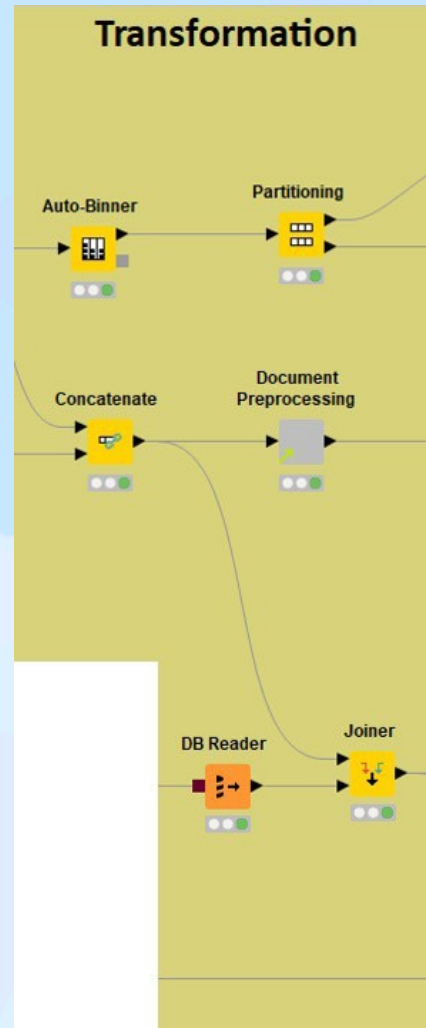 Transformation
Auto-Binner
Partitioning
Concatenate
Document
Preprocessing
DB Reader
Joiner